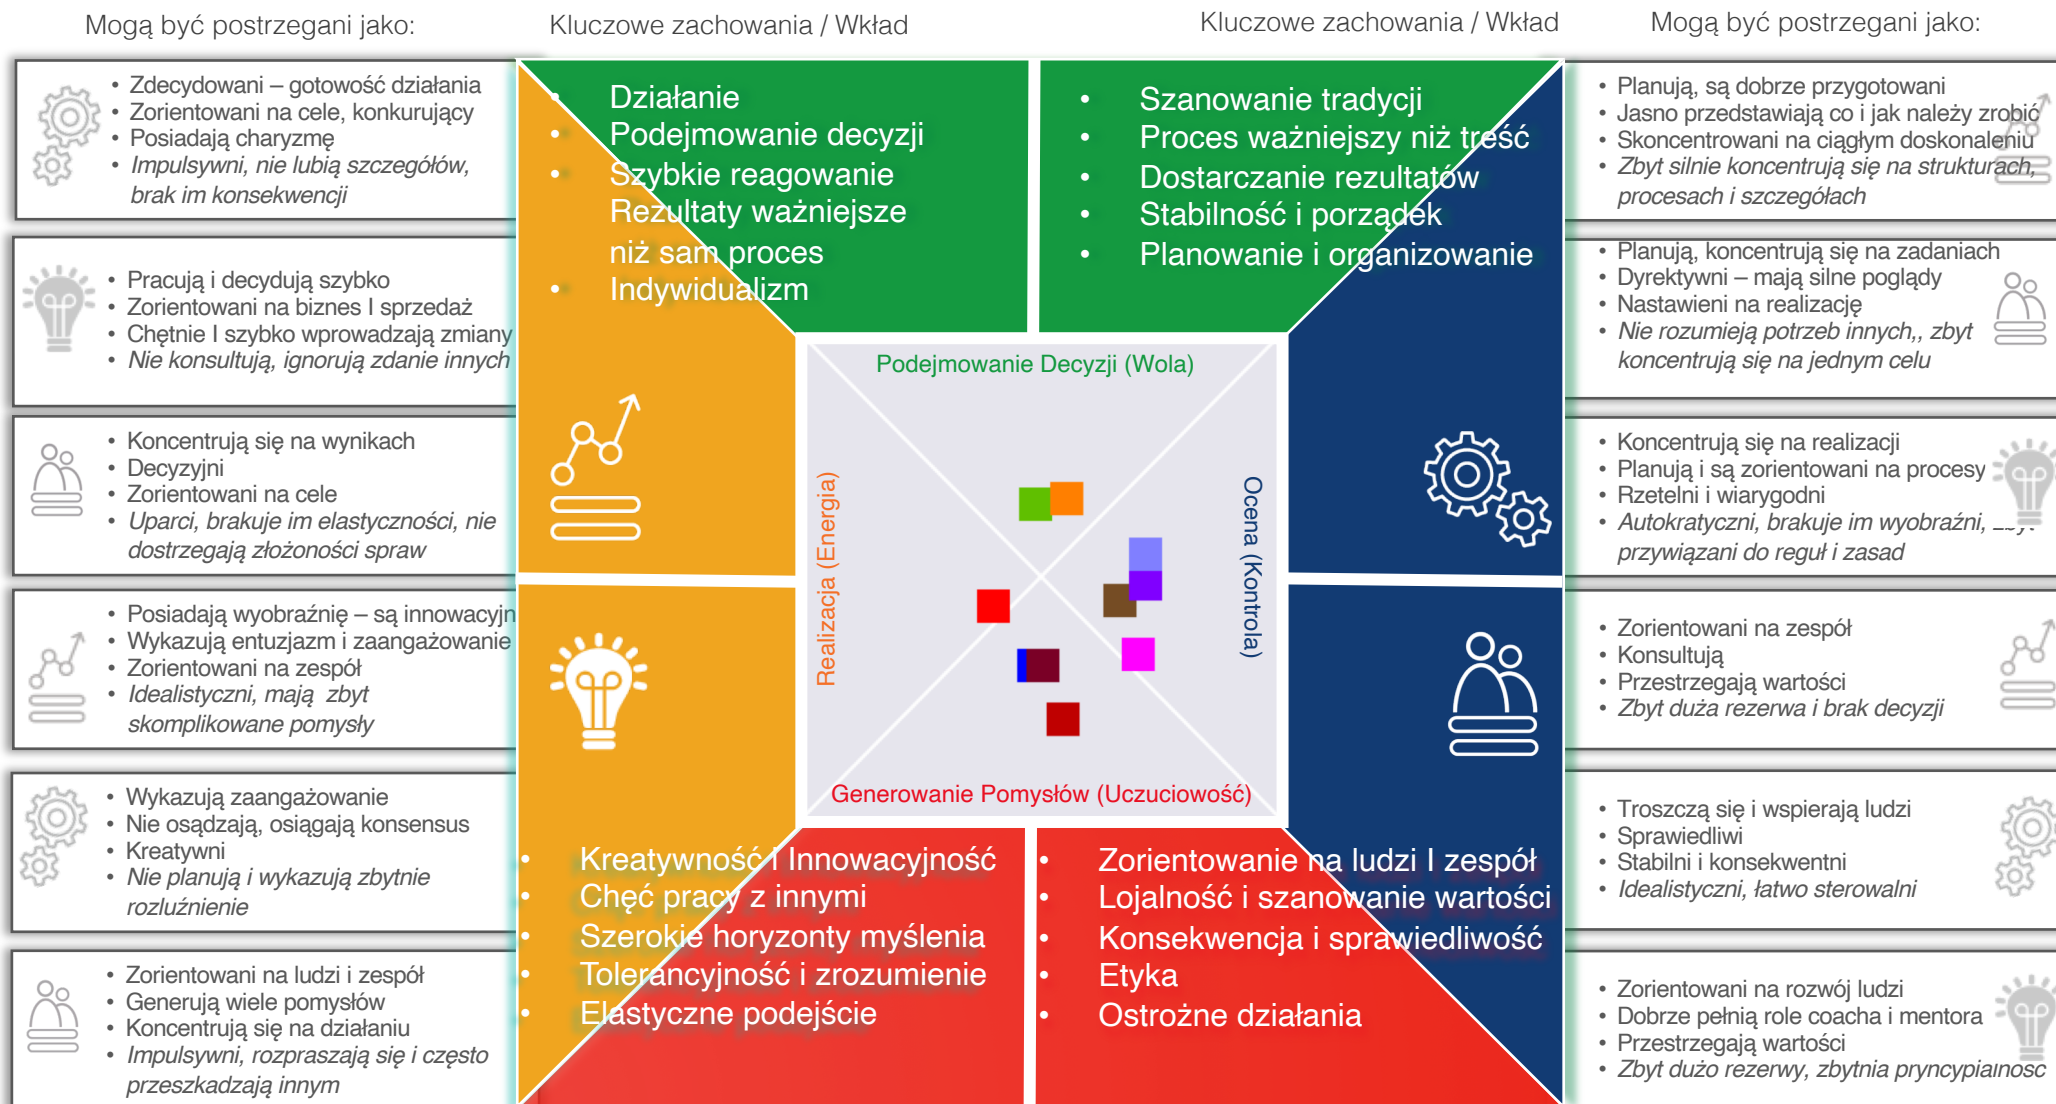 Mogą być postrzegani jako:
Kluczowe zachowania / Wkład
Kluczowe zachowania / Wkład
Mogą być postrzegani jako:
• Zdecydowani – gotowość działania
• Zorientowani na cele, konkurujący
• Posiadają charyzmę
• Impulsywni, nie lubią szczegółów,
brak im konsekwencji
• Pracują i decydują szybko
• Zorientowani na biznes I sprzedaż
• Chętnie I szybko wprowadzają zmiany
• Nie konsultują, ignorują zdanie innych
• Koncentrują się na wynikach
• Decyzyjni
• Zorientowani na cele
• Uparci, brakuje im elastyczności, nie
dostrzegają złożoności spraw
• Posiadają wyobraźnię – są innowacyjn
• Wykazują entuzjazm i zaangażowanie
• Zorientowani na zespół
• Idealistyczni, mają zbyt
skomplikowane pomysły
• Wykazują zaangażowanie
• Nie osądzają, osiągają konsensus
• Kreatywni
• Nie planują i wykazują zbytnie
rozluźnienie
• Zorientowani na ludzi i zespół
• Generują wiele pomysłów
• Koncentrują się na działaniu
• Impulsywni, rozpraszają się i często
przeszkadzają innym
• Działanie
• Podejmowanie decyzji
• Szybkie reagowanie
Rezultaty ważniejsze
niż sam proces
• Indywidualizm
• Szanowanie tradycji
• Proces ważniejszy niż treść
• Dostarczanie rezultatów
• Stabilność i porządek
• Planowanie i organizowanie
Podejmowanie Decyzji (Wola)
Realizacja (Energia)
Ocena (Kontrola)
Generowanie Pomysłów (Uczuciowość)
• Kreatywność i Innowacyjność
• Chęć pracy z innymi
• Szerokie horyzonty myślenia
• Tolerancyjność i zrozumienie
• Elastyczne podejście
• Zorientowanie na ludzi I zespół
• Lojalność i szanowanie wartości
• Konsekwencja i sprawiedliwość
• Etyka
• Ostrożne działania
• Planują, są dobrze przygotowani
• Jasno przedstawiają co i jak należy zrobić
• Skoncentrowani na ciągłym doskonaleniu
• Zbyt silnie koncentrują się na strukturach,
procesach i szczegółach
• Planują, koncentrują się na zadaniach
• Dyrektywni – mają silne poglądy
• Nastawieni na realizację
• Nie rozumieją potrzeb innych,, zbyt
koncentrują się na jednym celu
• Koncentrują się na realizacji
• Planują i są zorientowani na procesy
• Rzetelni i wiarygodni
• Autokratyczni, brakuje im wyobraźni,
przywiązani do reguł i zasad
• Zorientowani na zespół
• Konsultują
• Przestrzegają wartości
• Zbyt duża rezerwa i brak decyzji
• Troszczą się i wspierają ludzi
• Sprawiedliwi
• Stabilni i konsekwentni
• Idealistyczni, łatwo sterowalni
• Zorientowani na rozwój ludzi
• Dobrze pełnią role coacha i mentora
• Przestrzegają wartości
• Zbyt dużo rezerwy, zbytnia pryncypialność